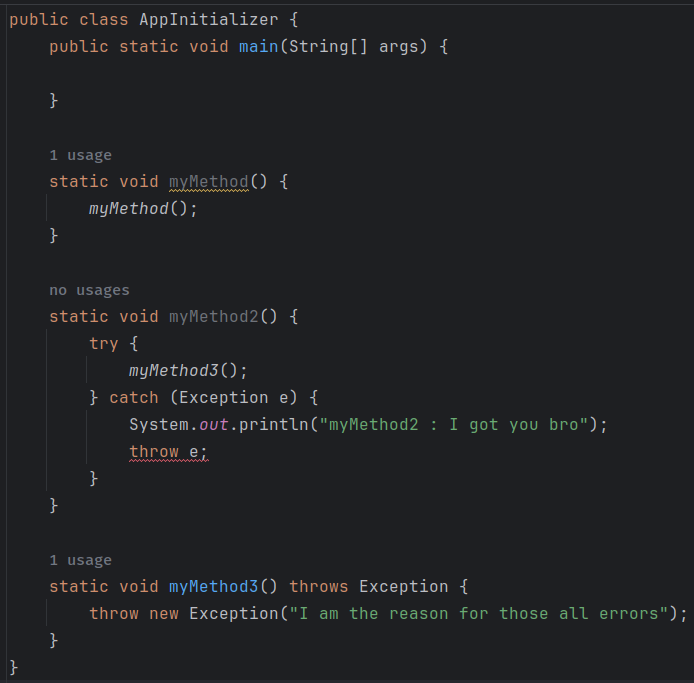 public class AppInitializer {
    public static void main(String[] args) {
    }
    1 usage
    static void myMethod() {
        myMethod();
    }
    no usages
    static void myMethod2() {
        try {
            myMethod3();
        } catch (Exception e) {
            System.out.println("myMethod2 : I got you bro");
            throw e;
        }
    }
    1 usage
    static void myMethod3() throws Exception {
        throw new Exception("I am the reason for those all errors");
    }
}